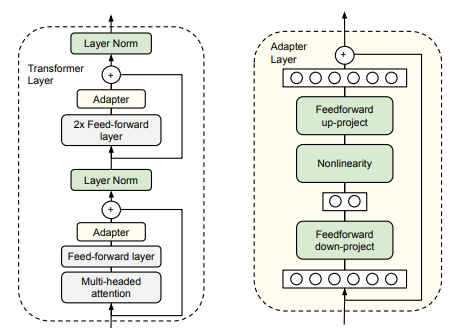 Layer Norm
Transformer
Layer
+
Adapter
2x Feed-forward
layer
Layer Norm
+
Adapter
Feed-forward layer
Multi-headed
attention
Adapter
Layer
+
Feedforward
up-project
Nonlinearity
Feedforward
down-project